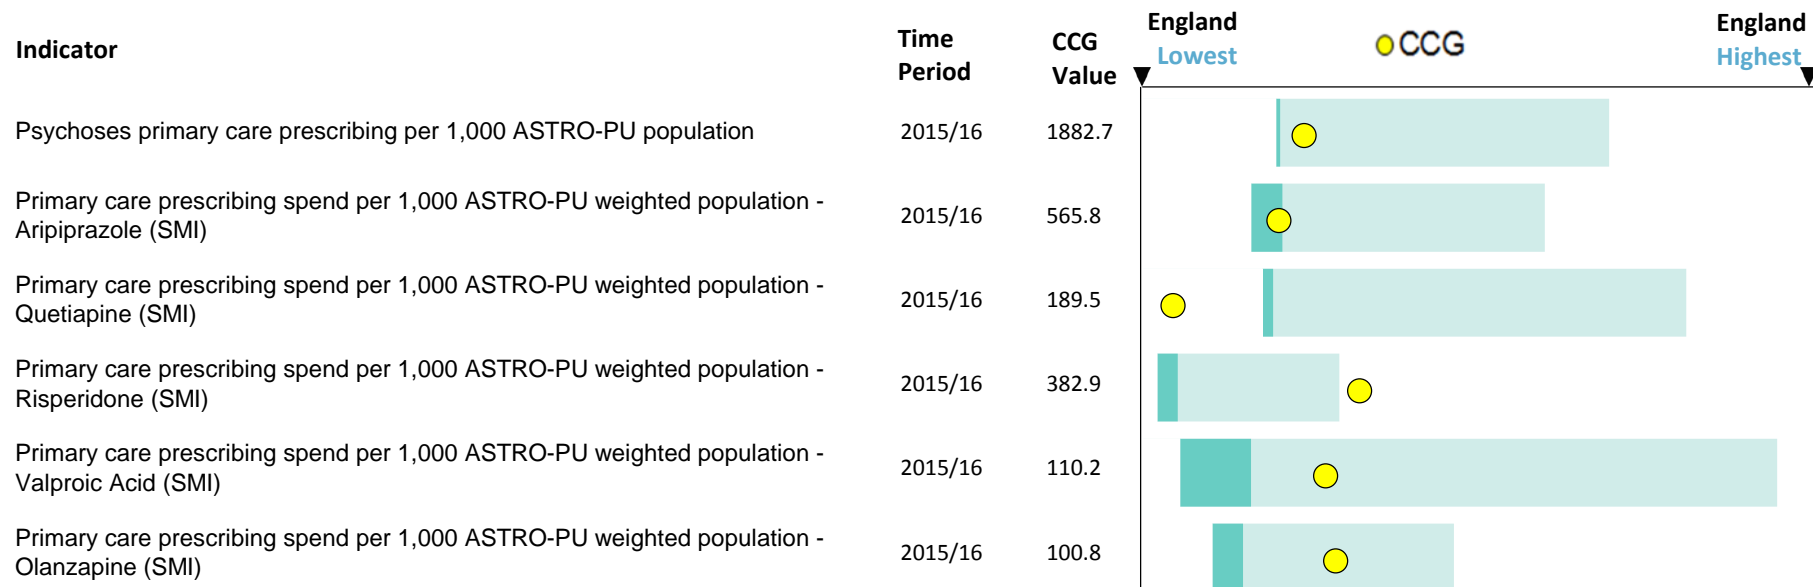 Indicator
Time
Period
CCG
Value
England
Lowest
CCG
England
Highest
Psychoses primary care prescribing per 1,000 ASTRO-PU population
2015/16
1882.7
Primary care prescribing spend per 1,000 ASTRO-PU weighted population -
Aripiprazole (SMI)
2015/16
565.8
Primary care prescribing spend per 1,000 ASTRO-PU weighted population -
Quetiapine (SMI)
2015/16
189.5
Primary care prescribing spend per 1,000 ASTRO-PU weighted population -
Risperidone (SMI)
2015/16
382.9
Primary care prescribing spend per 1,000 ASTRO-PU weighted population -
Valproic Acid (SMI)
2015/16
110.2
Primary care prescribing spend per 1,000 ASTRO-PU weighted population -
Olanzapine (SMI)
2015/16
100.8